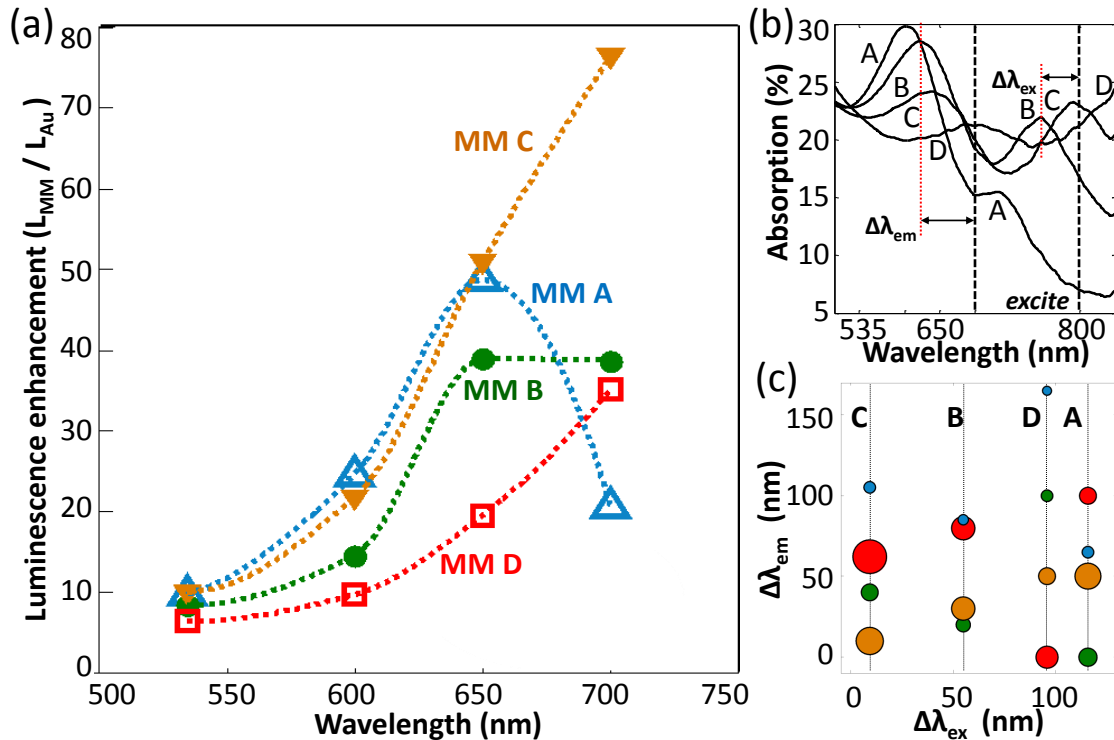 (a)
Luminescence enhancement (L_MM / L_Au)
80
70
60
50
40
30
20
10
0
MM C
MM A
MM B
MM D
500
550
600
650
700
750
Wavelength (nm)
(b)
Absorption (%)
30
25
20
15
10
5
A
B
C
D
Δλem
A
Δλex
B
C
D
excite
535
650
800
Wavelength (nm)
(c)
Δλem (nm)
150
100
50
0
C
B
D
A
0
50
100
Δλex (nm)